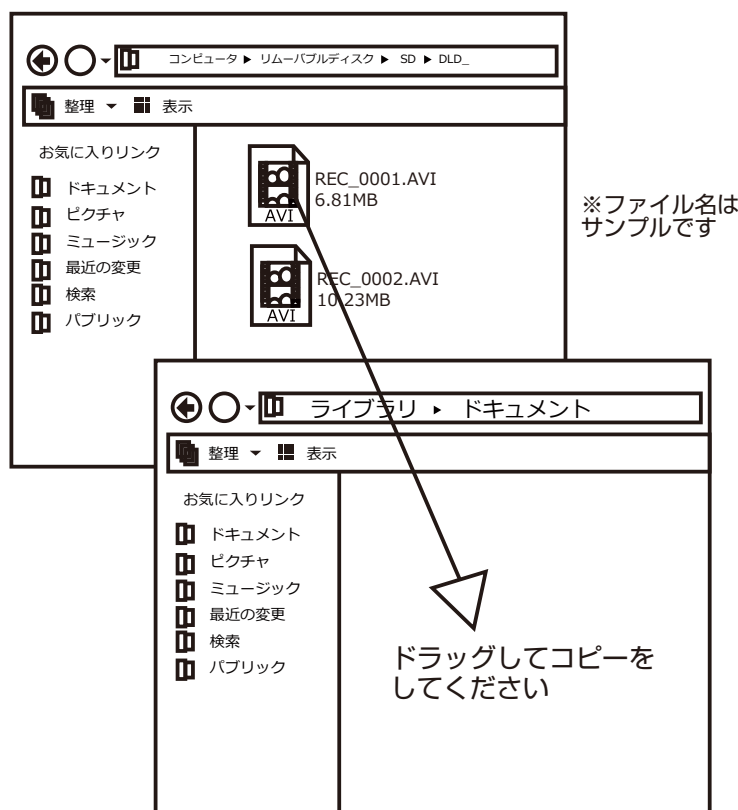 コンピュータ ▶ リムーバブルディスク ▶ SD ▶ DLD_
整理 ▼ 表示
お気に入りリンク
ドキュメント
ピクチャ
ミュージック
最近の変更
検索
パブリック
REC_0001.AVI
6.81MB
AVI
REC_0002.AVI
10.23MB
AVI
※ファイル名は
サンプルです
ライブラリ ▶ ドキュメント
整理 ▼ 表示
お気に入りリンク
ドキュメント
ピクチャ
ミュージック
最近の変更
検索
パブリック
ドラッグしてコピーを
してください